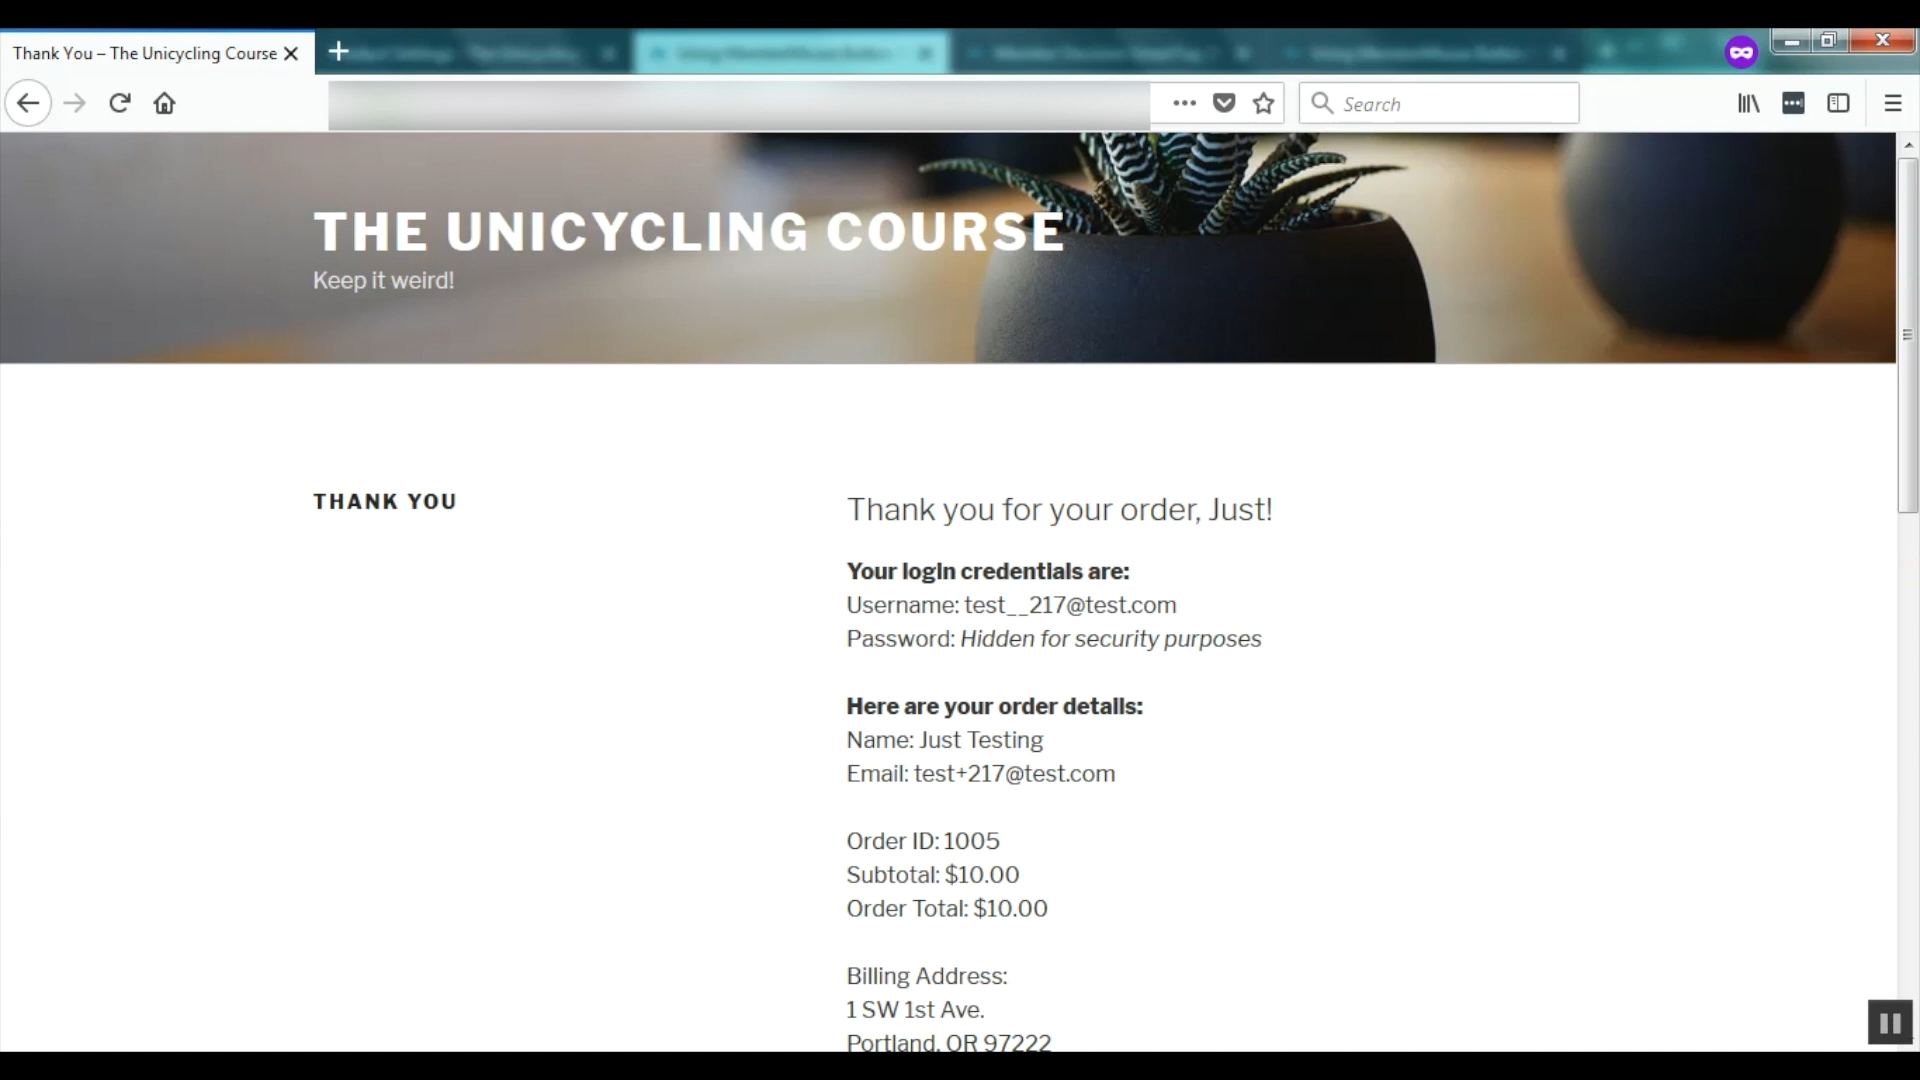 Thank You – The Unicycling Course
Search
THE UNICYCLING COURSE
Keep it weird!
THANK YOU
Thank you for your order, Just!
Your login credentials are:
Username: test__217@test.com
Password: Hidden for security purposes
Here are your order details:
Name: Just Testing
Email: test+217@test.com
Order ID: 1005
Subtotal: $10.00
Order Total: $10.00
Billing Address:
1 SW 1st Ave.
Portland, OR 97222